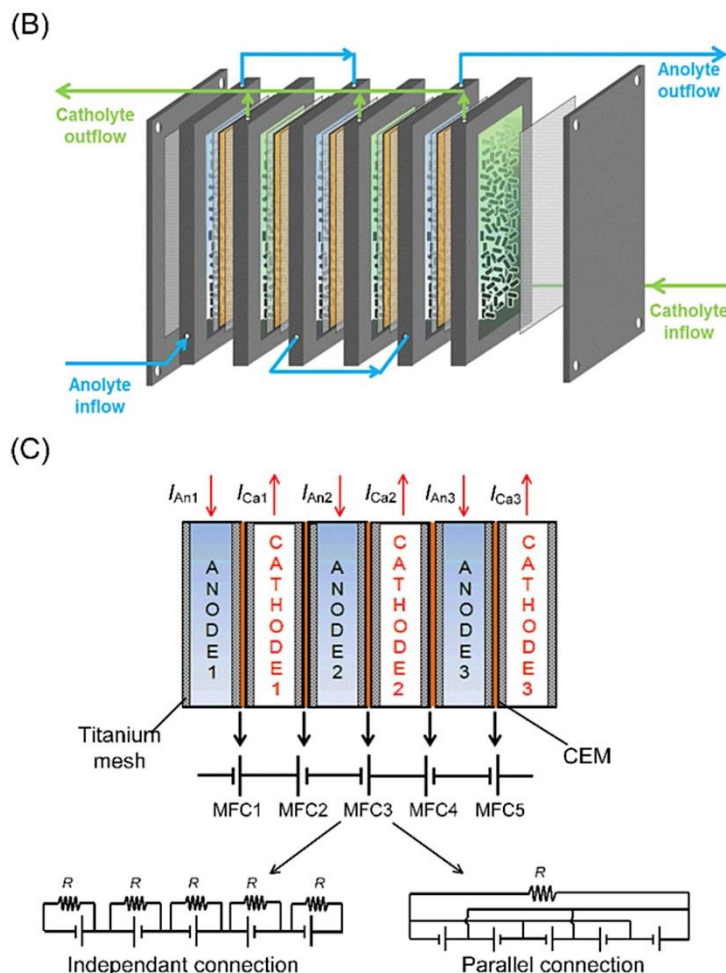 (B)
Anolyte
outflow
Catholyte
outflow
Catholyte
inflow
Anolyte
inflow
(C)
IAn1 ICa1 IAn2 ICa2 IAn3 ICa3
ANODE1
CATHODE1
ANODE2
CATHODE2
ANODE3
CATHODE3
Titanium
mesh
CEM
MFC1 MFC2 MFC3 MFC4 MFC5
R R R R R
R
Independant connection
Parallel connection